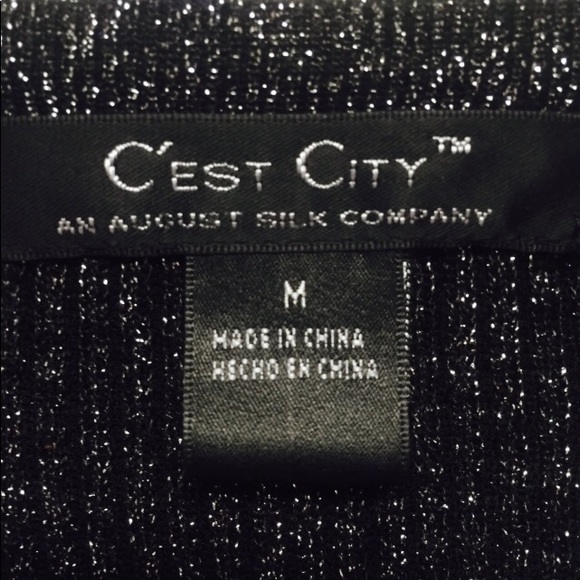 C'EST CITY™
AN AUGUST SILK COMPANY
M
MADE IN CHINA
HECHO EN CHINA